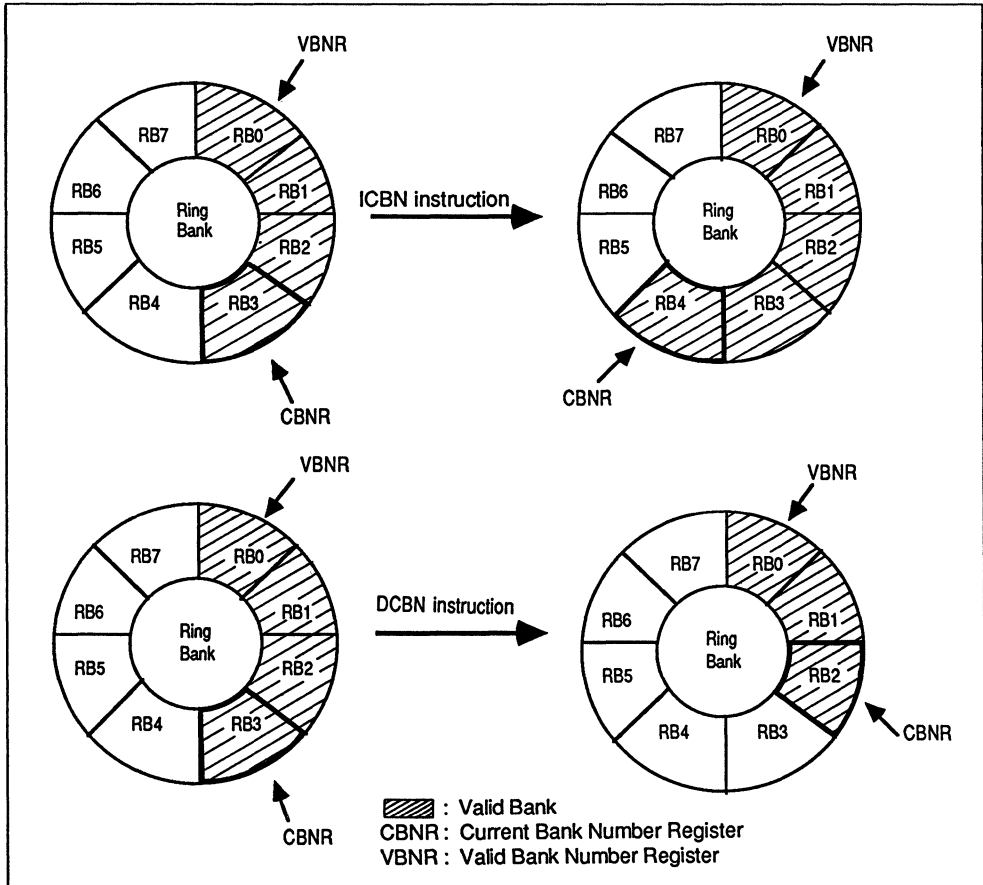 VBNR
RB7
RB0
RB6
RB1
Ring
Bank
RB5
RB2
RB4
RB3
CBNR
ICBN instruction
VBNR
RB7
RB0
RB6
RB1
Ring
Bank
RB5
RB2
RB4
RB3
CBNR
VBNR
RB7
RB0
RB6
RB1
Ring
Bank
RB5
RB2
RB4
RB3
CBNR
DCBN instruction
VBNR
RB7
RB0
RB6
RB1
Ring
Bank
RB5
RB2
RB4
RB3
CBNR
: Valid Bank
CBNR : Current Bank Number Register
VBNR : Valid Bank Number Register